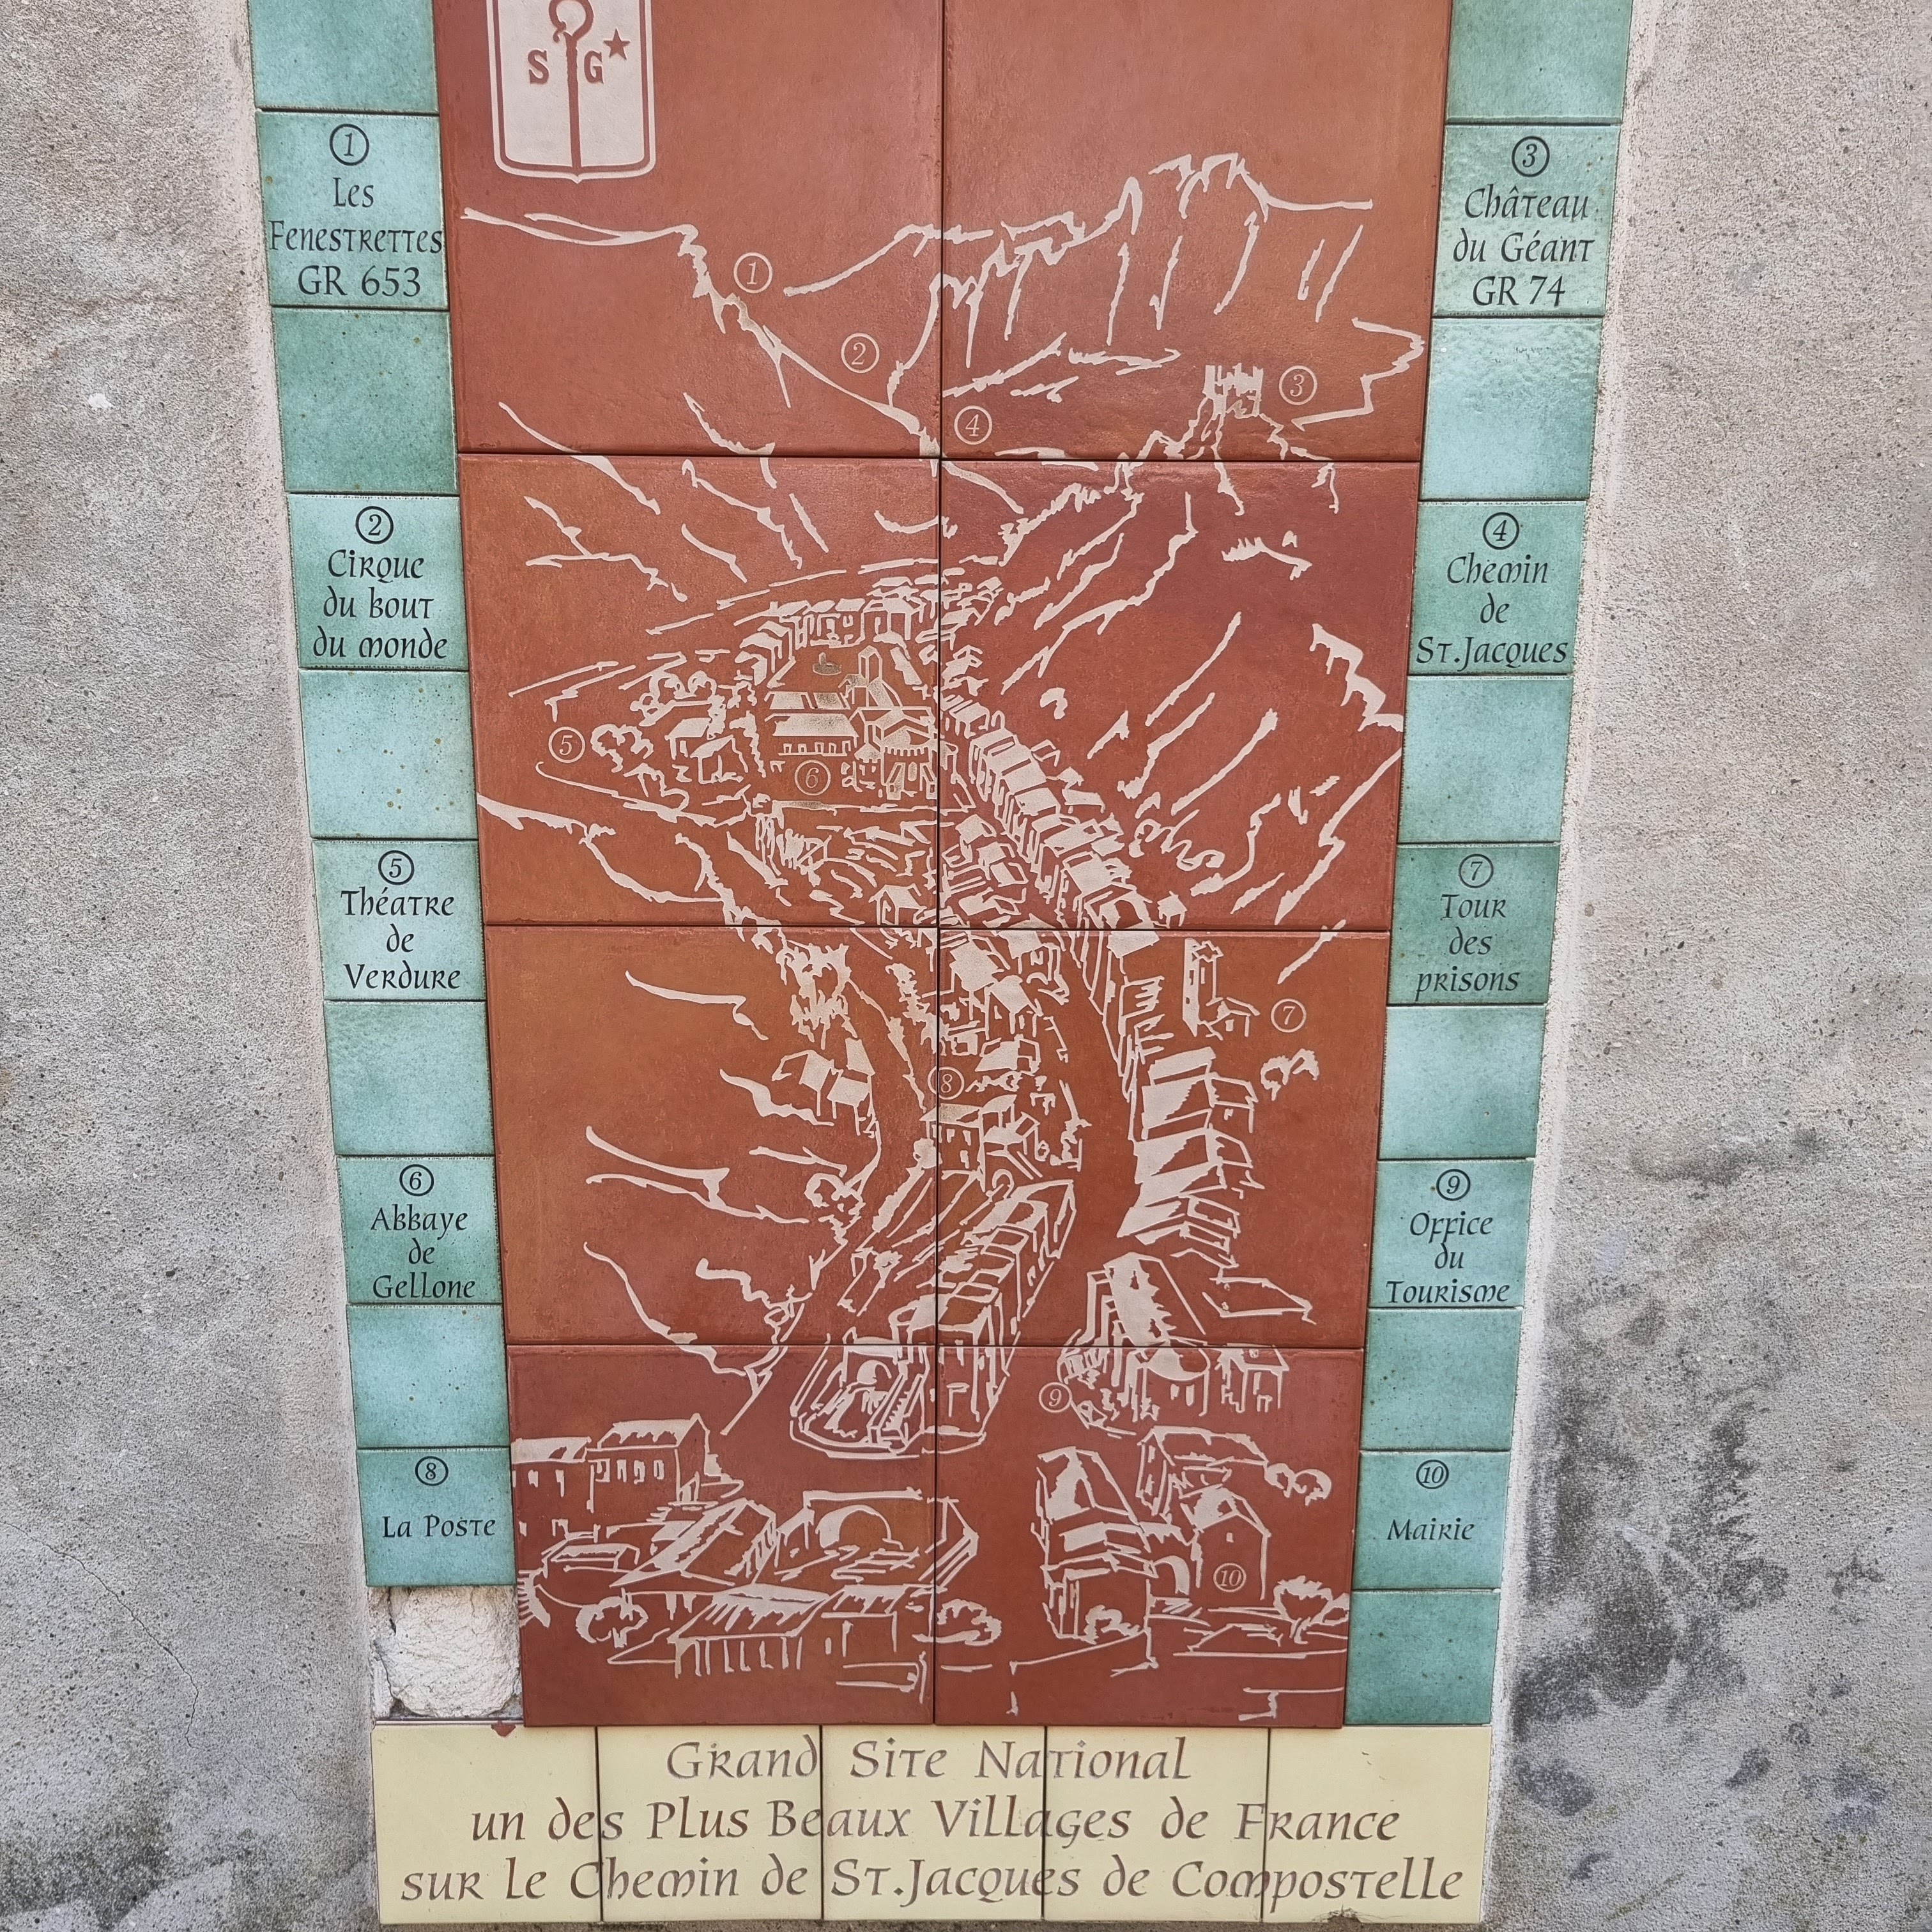 S G
1
Les
Fenestrettes
GR 653
2
Cirque
du bout
du monde
5
Théatre
de
Verdure
6
Abbaye
de
Gellone
8
La Poste
3
Château
du Géant
GR 74
4
Chemin
de
St.Jacques
7
Tour
des
prisons
9
Office
du
Tourisme
10
Mairie
1
2
3
4
5
6
7
8
9
10
Grand Site National
un des Plus Beaux Villages de France
sur le Chemin de St.Jacques de Compostelle